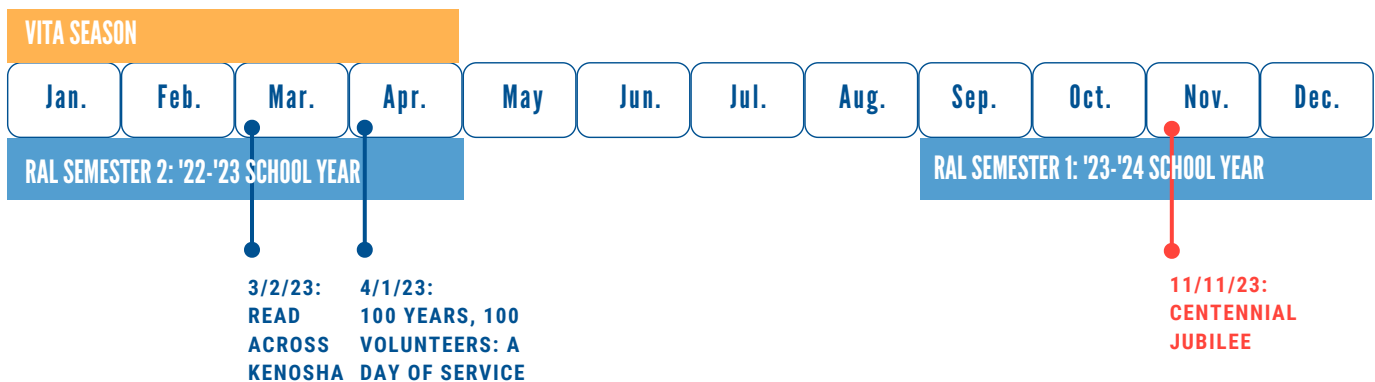 VITA SEASON
Jan. Feb. Mar. Apr. May Jun. Jul. Aug. Sep. Oct. Nov. Dec.
RAL SEMESTER 2: '22-'23 SCHOOL YEAR
RAL SEMESTER 1: '23-'24 SCHOOL YEAR
3/2/23:
READ
ACROSS
KENOSHA
4/1/23:
100 YEARS, 100
VOLUNTEERS: A
DAY OF SERVICE
11/11/23:
CENTENNIAL
JUBILEE